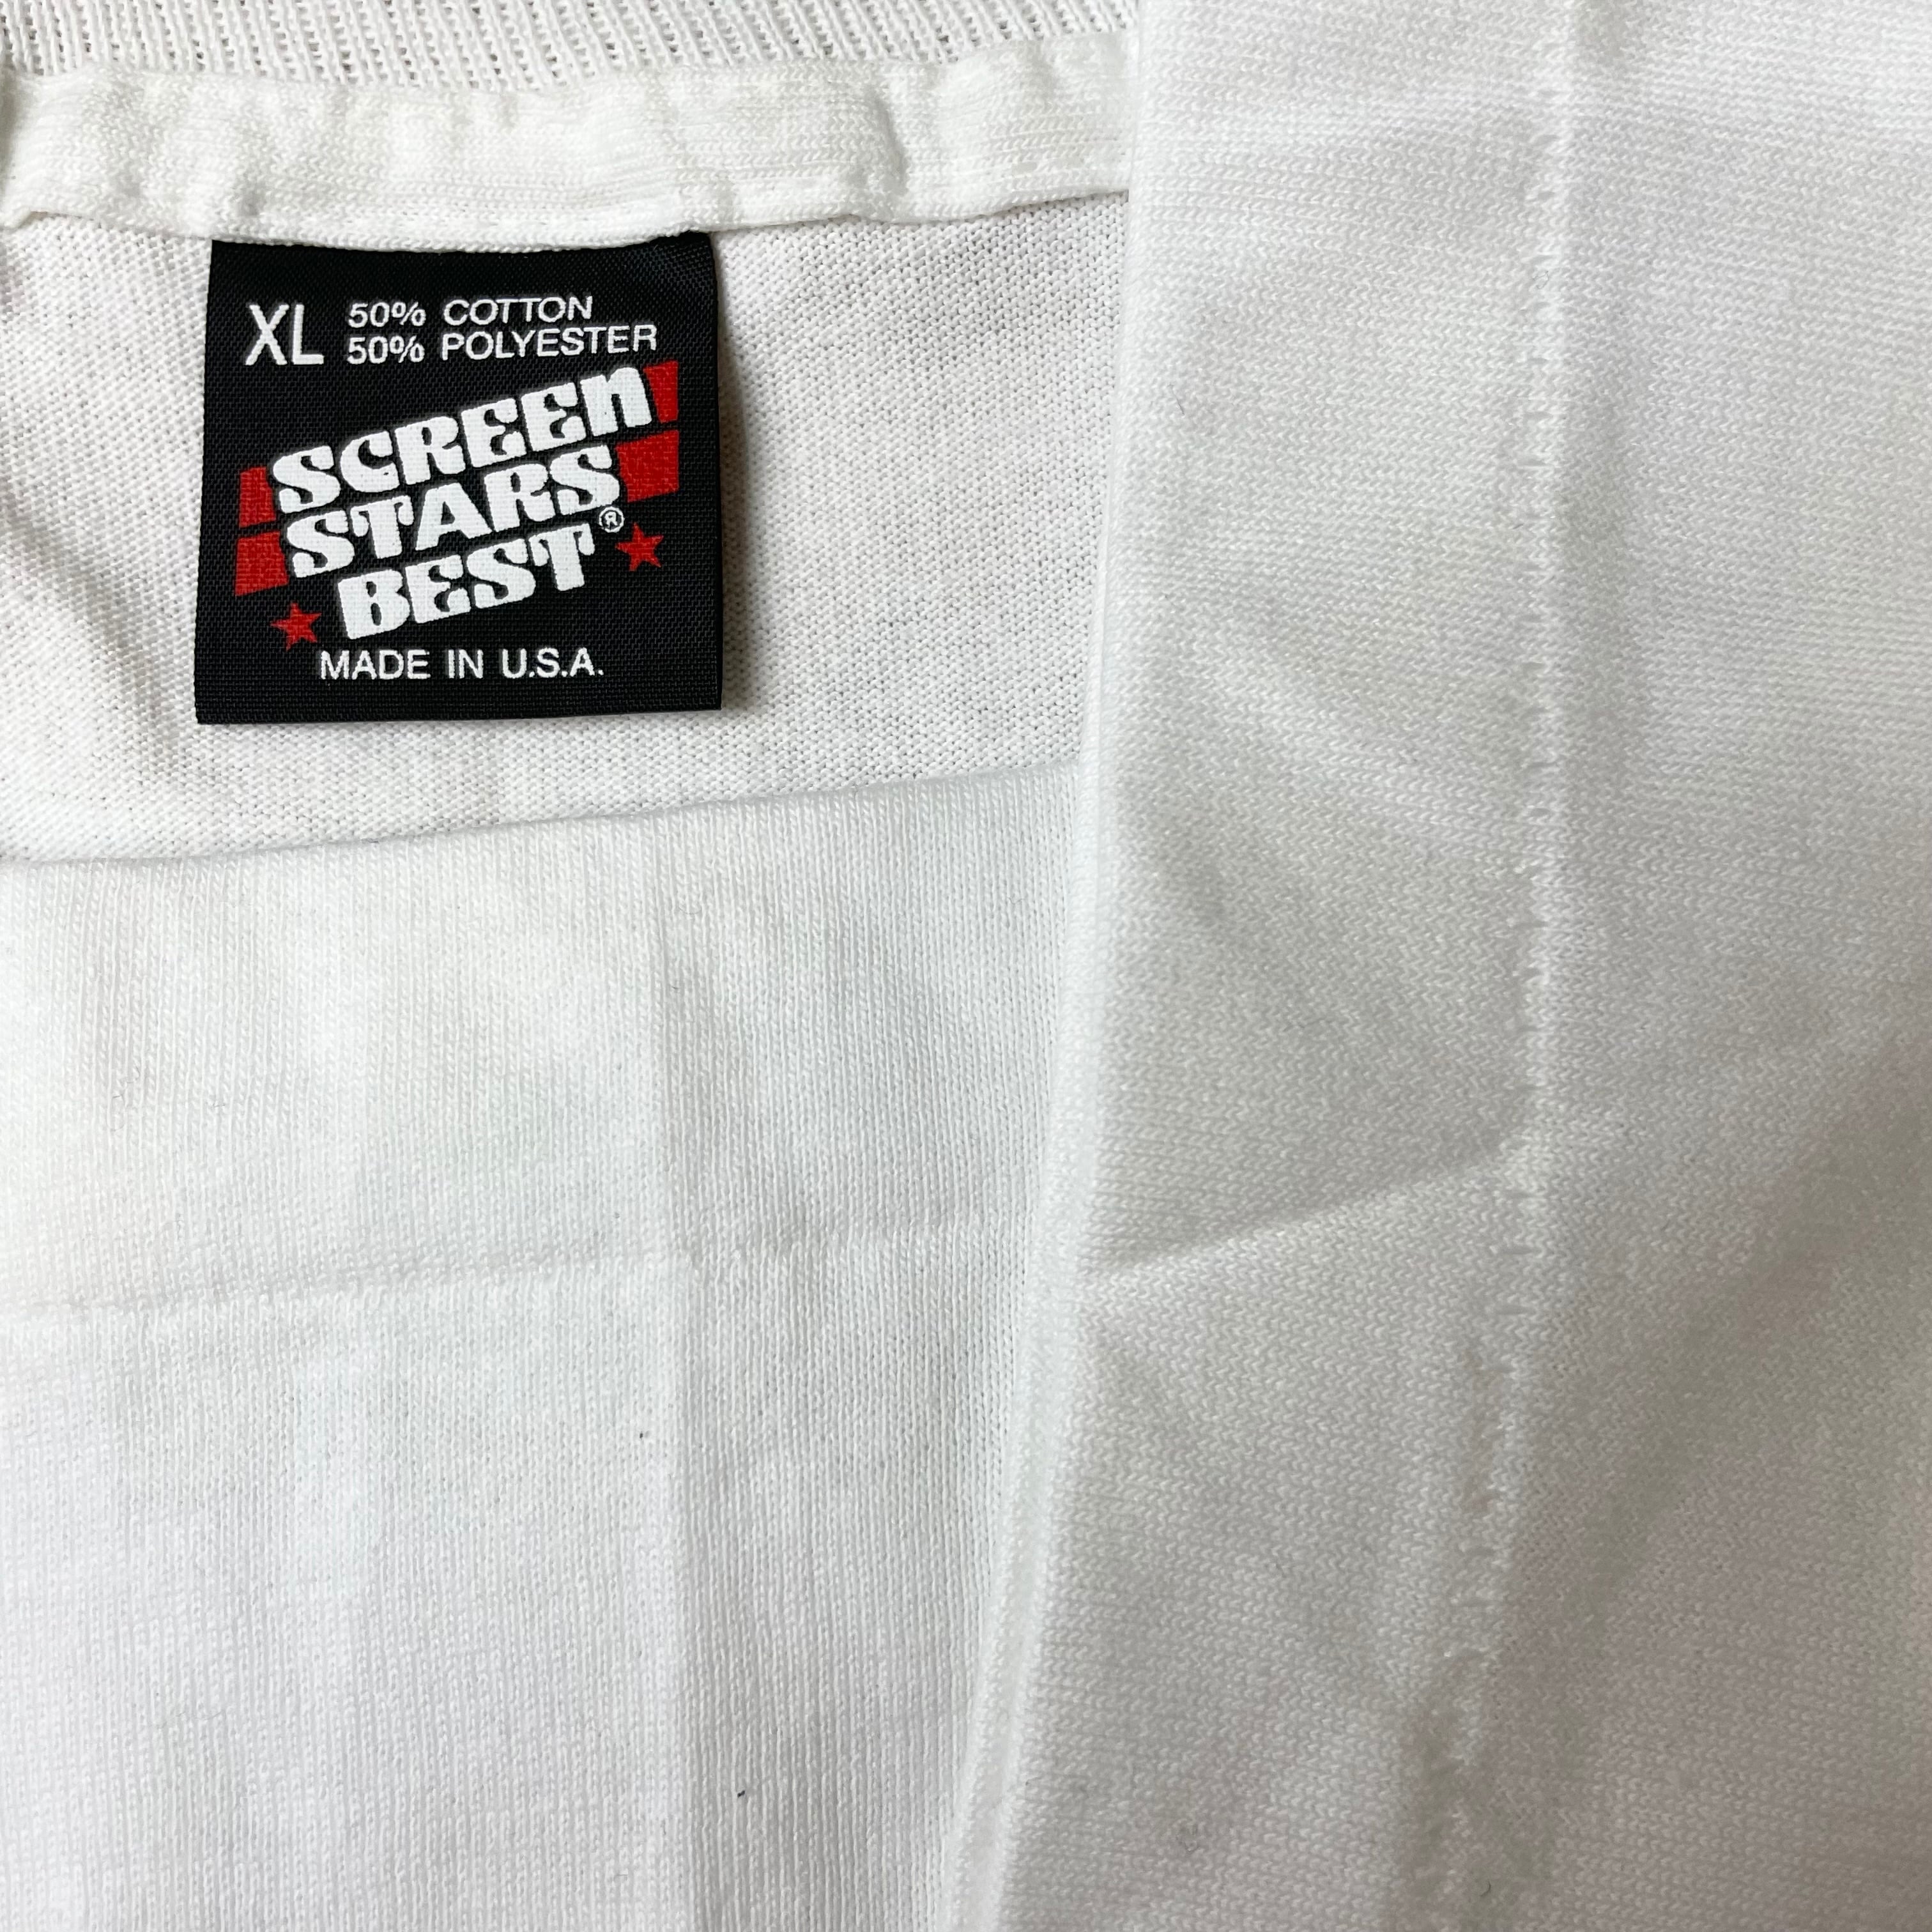 XL 50% COTTON
50% POLYESTER
SCREEN
STARS
BEST®
MADE IN U.S.A.